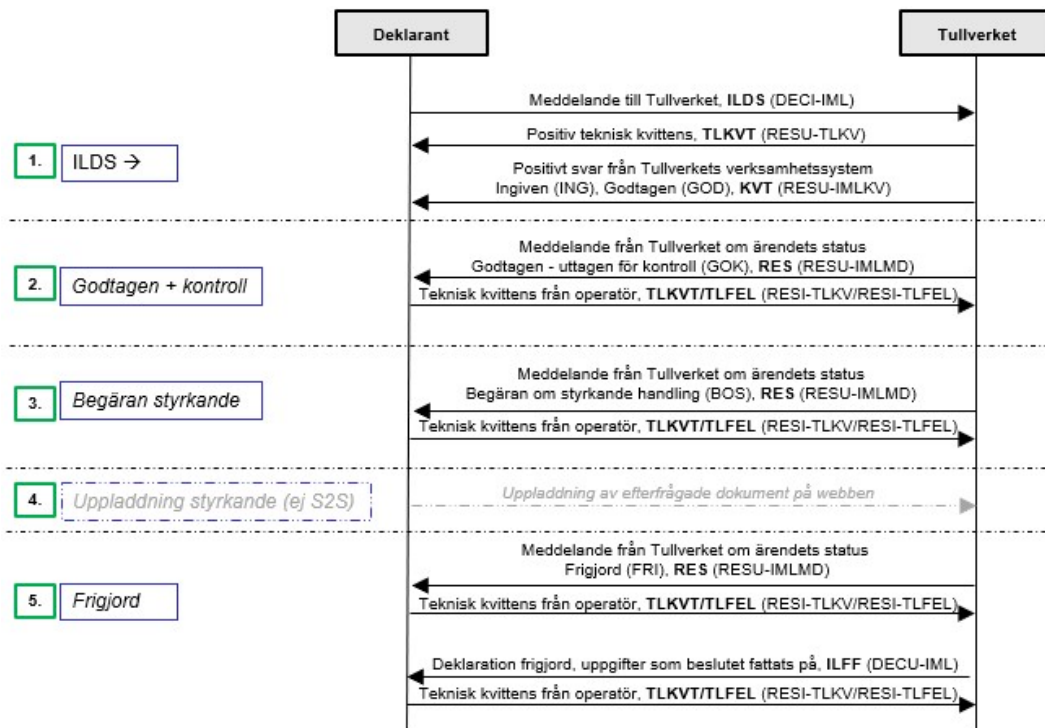 Deklarant
Tullverket
Meddelande till Tullverket, ILDS (DECI-IML)
Positiv teknisk kvittens, TLKVT (RESU-TLKV)
1.
ILDS →
Positivt svar från Tullverkets verksamhetssystem
Ingiven (ING), Godtagen (GOD), KVT (RESU-IMLKV)
Meddelande från Tullverket om ärendets status
2.
Godtagen + kontroll
Godtagen - uttagen för kontroll (GOK), RES (RESU-IMLMD)
Teknisk kvittens från operatör, TLKVT/TLFEL (RESI-TLKV/RESI-TLFEL)
Meddelande från Tullverket om ärendets status
3.
Begäran styrkande
Begäran om styrkande handling (BOS), RES (RESU-IMLMD)
Teknisk kvittens från operatör, TLKVT/TLFEL (RESI-TLKV/RESI-TLFEL)
4.
Uppladdning styrkande (ej S2S)
Uppladdning av efterfrågade dokument på webben
Meddelande från Tullverket om ärendets status
Frigjord (FRI), RES (RESU-IMLMD)
5.
Frigjord
Teknisk kvittens från operatör, TLKVT/TLFEL (RESI-TLKV/RESI-TLFEL)
Deklaration frigjord, uppgifter som beslutet fattats på, ILFF (DECU-IML)
Teknisk kvittens från operatör, TLKVT/TLFEL (RESI-TLKV/RESI-TLFEL)